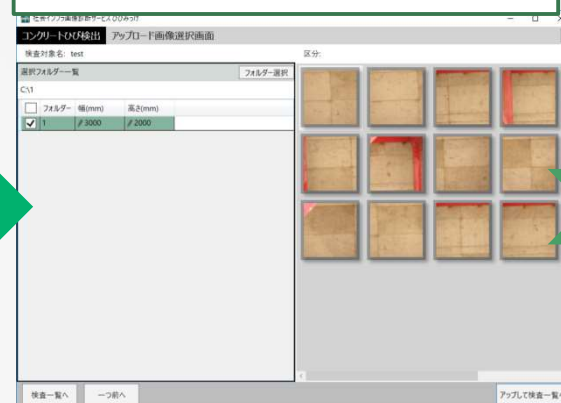 社会インフラ画像診断サービス ひびみっけ
コンクリートひび検出 アップロード画像選択画面
検査対象名: test 区分:
選択フォルダー一覧 フォルダー選択
C:\1
フォルダー 幅(mm) 高さ(mm)
1 3000 2000
検査一覧へ 一つ前へ アップして検査一覧へ